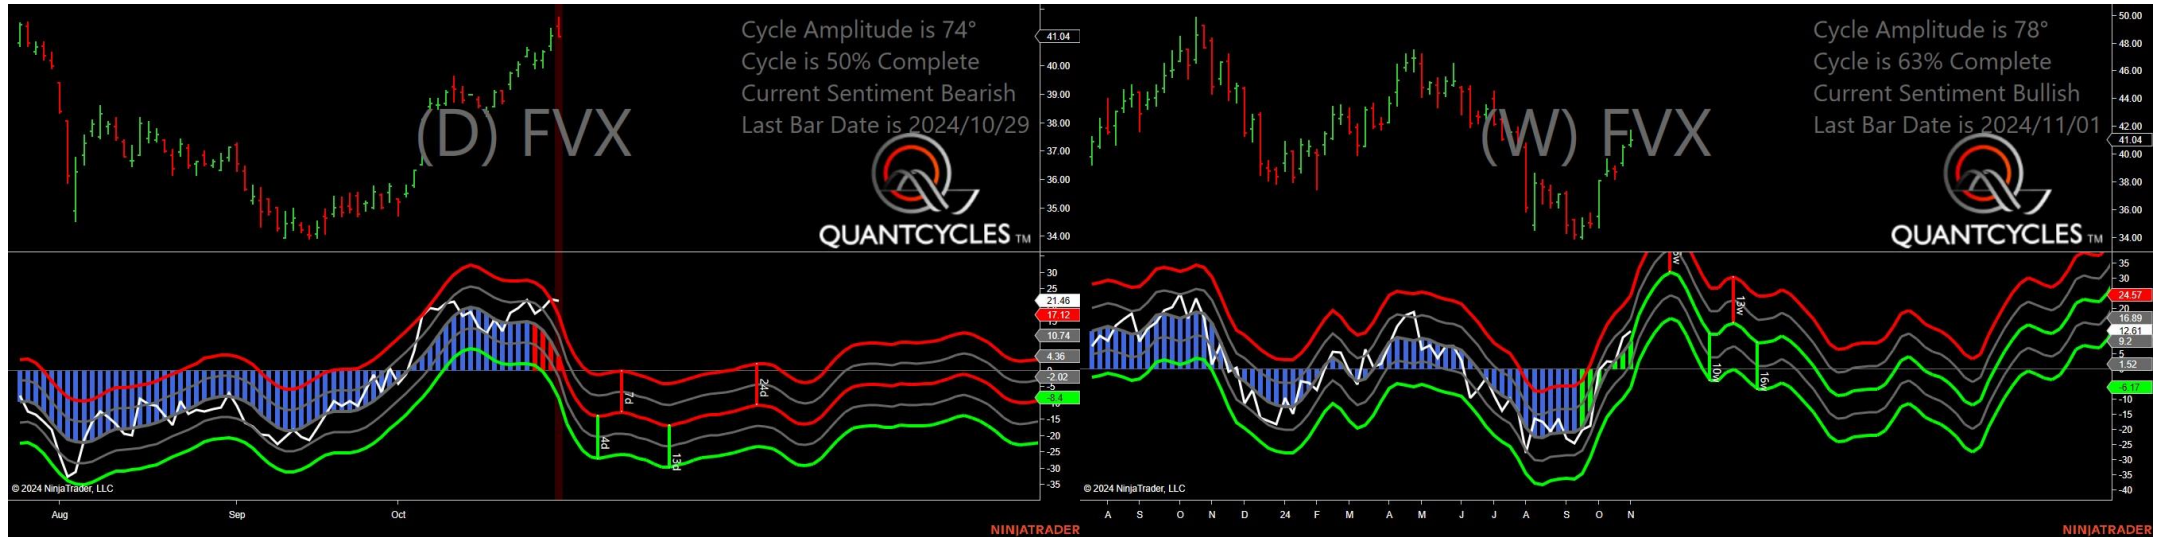 Cycle Amplitude is 74°
Cycle is 50% Complete
Current Sentiment Bearish
Last Bar Date is 2024/10/29
(D) FVX
QUANTCYCLES TM
41.04
40.00
39.00
38.00
37.00
36.00
35.00
34.00
30
25
21.46
17.12
15
10.74
4.36
-2.02
-5
-8.4
-15
-20
-25
-30
-35
4d
7d
13d
24d
© 2024 NinjaTrader, LLC
Aug Sep Oct
NINJATRADER
Cycle Amplitude is 78°
Cycle is 63% Complete
Current Sentiment Bullish
Last Bar Date is 2024/11/01
(W) FVX
QUANTCYCLES TM
50.00
48.00
46.00
44.00
42.00
41.04
40.00
38.00
36.00
34.00
35
30
24.57
20
16.89
12.61
9.2
5
1.52
-6.17
-10
-15
-20
-25
-30
-35
-40
10w
13w
16w
© 2024 NinjaTrader, LLC
A S O N D 24 F M A M J J A S O N
NINJATRADER